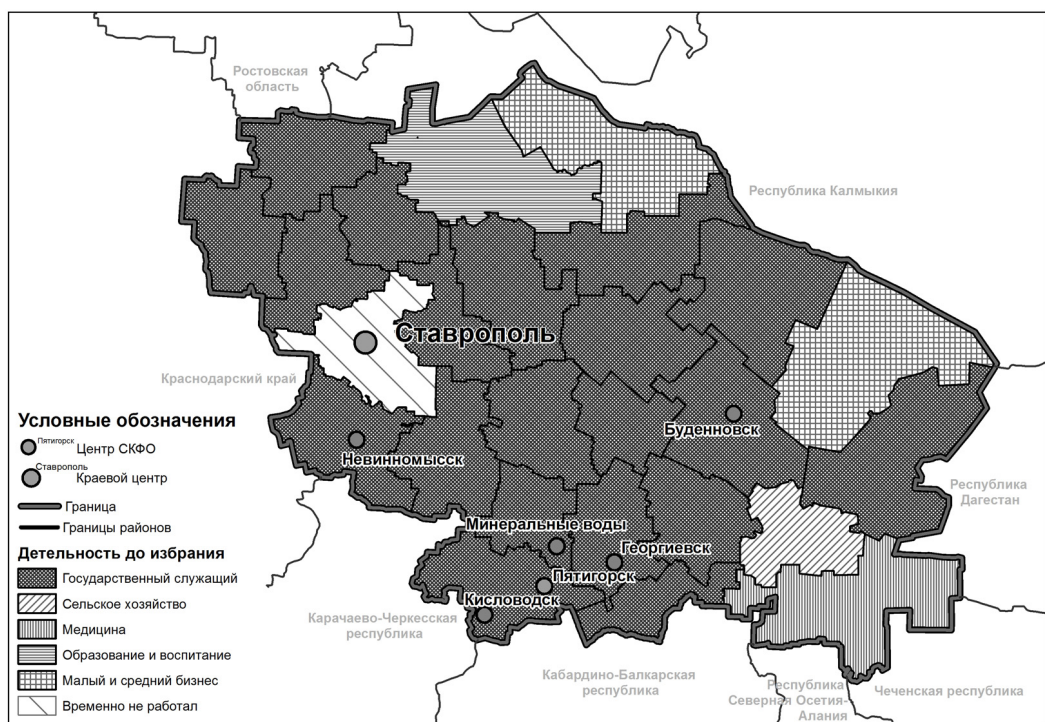 Ростовская
область
Республика Калмыкия
Ставрополь
Краснодарский край
Условные обозначения
Пятигорск
Центр СКФО
Ставрополь
Краевой центр
Граница
Границы районов
Детельность до избрания
Государственный служащий
Сельское хозяйство
Медицина
Образование и воспитание
Малый и средний бизнес
Временно не работал
Буденновск
Невинномысск
Республика
Дагестан
Минеральные воды
Георгиевск
Пятигорск
Кисловодск
Карачаево-Черкесская
республика
Кабардино-Балкарская
республика
Республика
Северная Осетия-
Алания
Чеченская республика